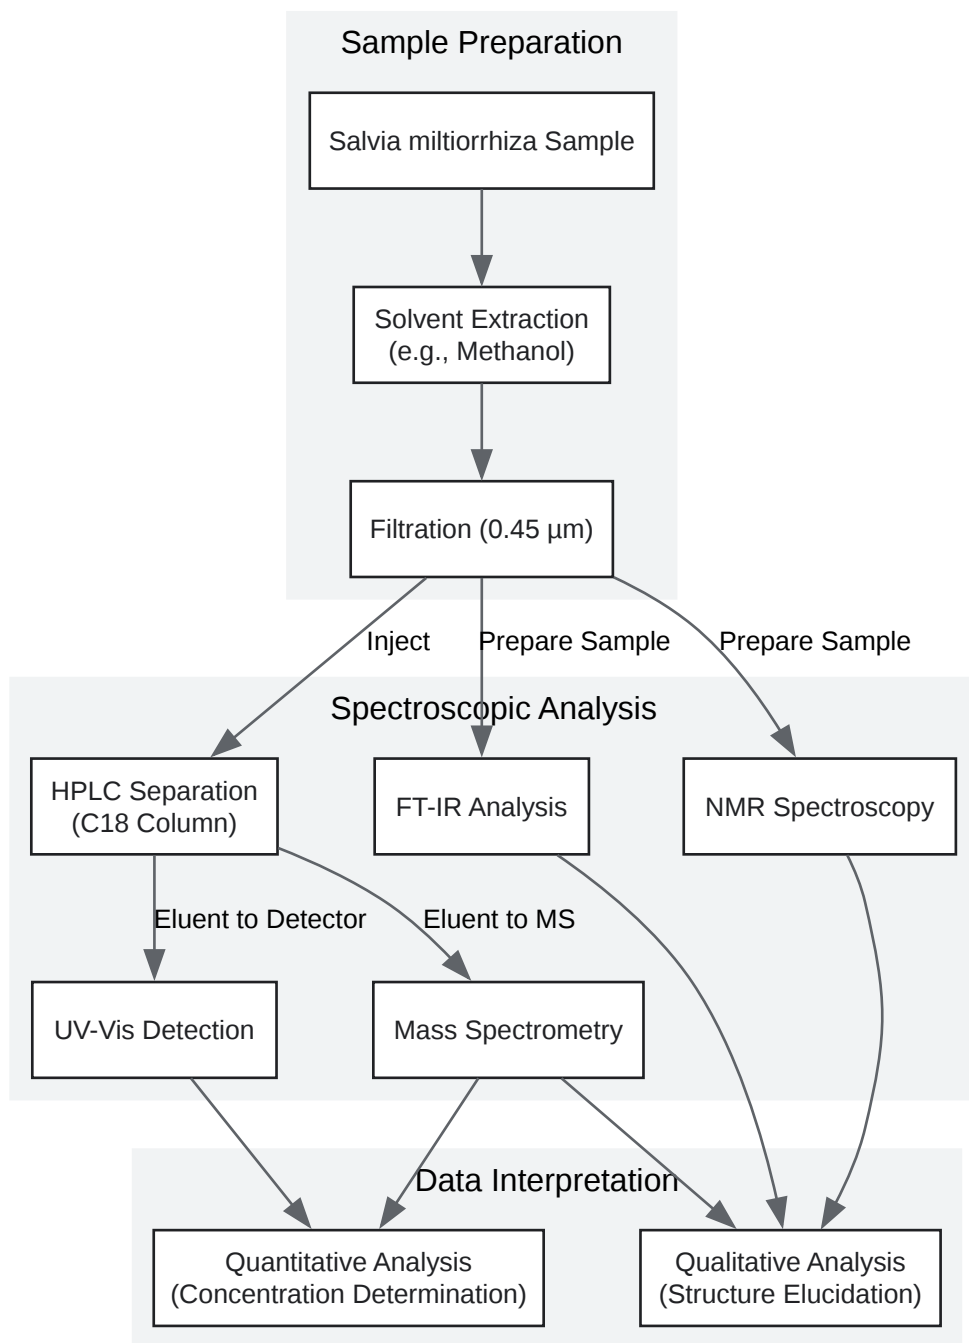 Sample Preparation
Salvia miltiorrhiza Sample
Solvent Extraction
(e.g., Methanol)
Filtration (0.45 µm)
Inject
Prepare Sample
Prepare Sample
Spectroscopic Analysis
HPLC Separation
(C18 Column)
FT-IR Analysis
NMR Spectroscopy
Eluent to Detector
Eluent to MS
UV-Vis Detection
Mass Spectrometry
Data Interpretation
Quantitative Analysis
(Concentration Determination)
Qualitative Analysis
(Structure Elucidation)